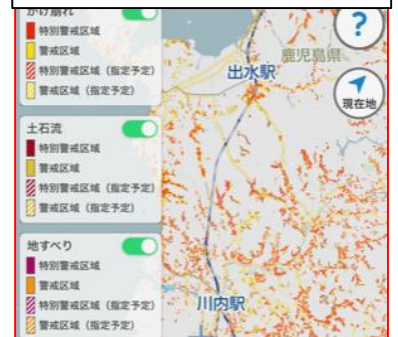 がけ崩れ
特別警戒区域
警戒区域
特別警戒区域（指定予定）
警戒区域（指定予定）
土石流
特別警戒区域
警戒区域
特別警戒区域（指定予定）
警戒区域（指定予定）
地すべり
特別警戒区域
警戒区域
特別警戒区域（指定予定）
警戒区域（指定予定）
?
鹿児島県
出水駅
現在地
川内駅